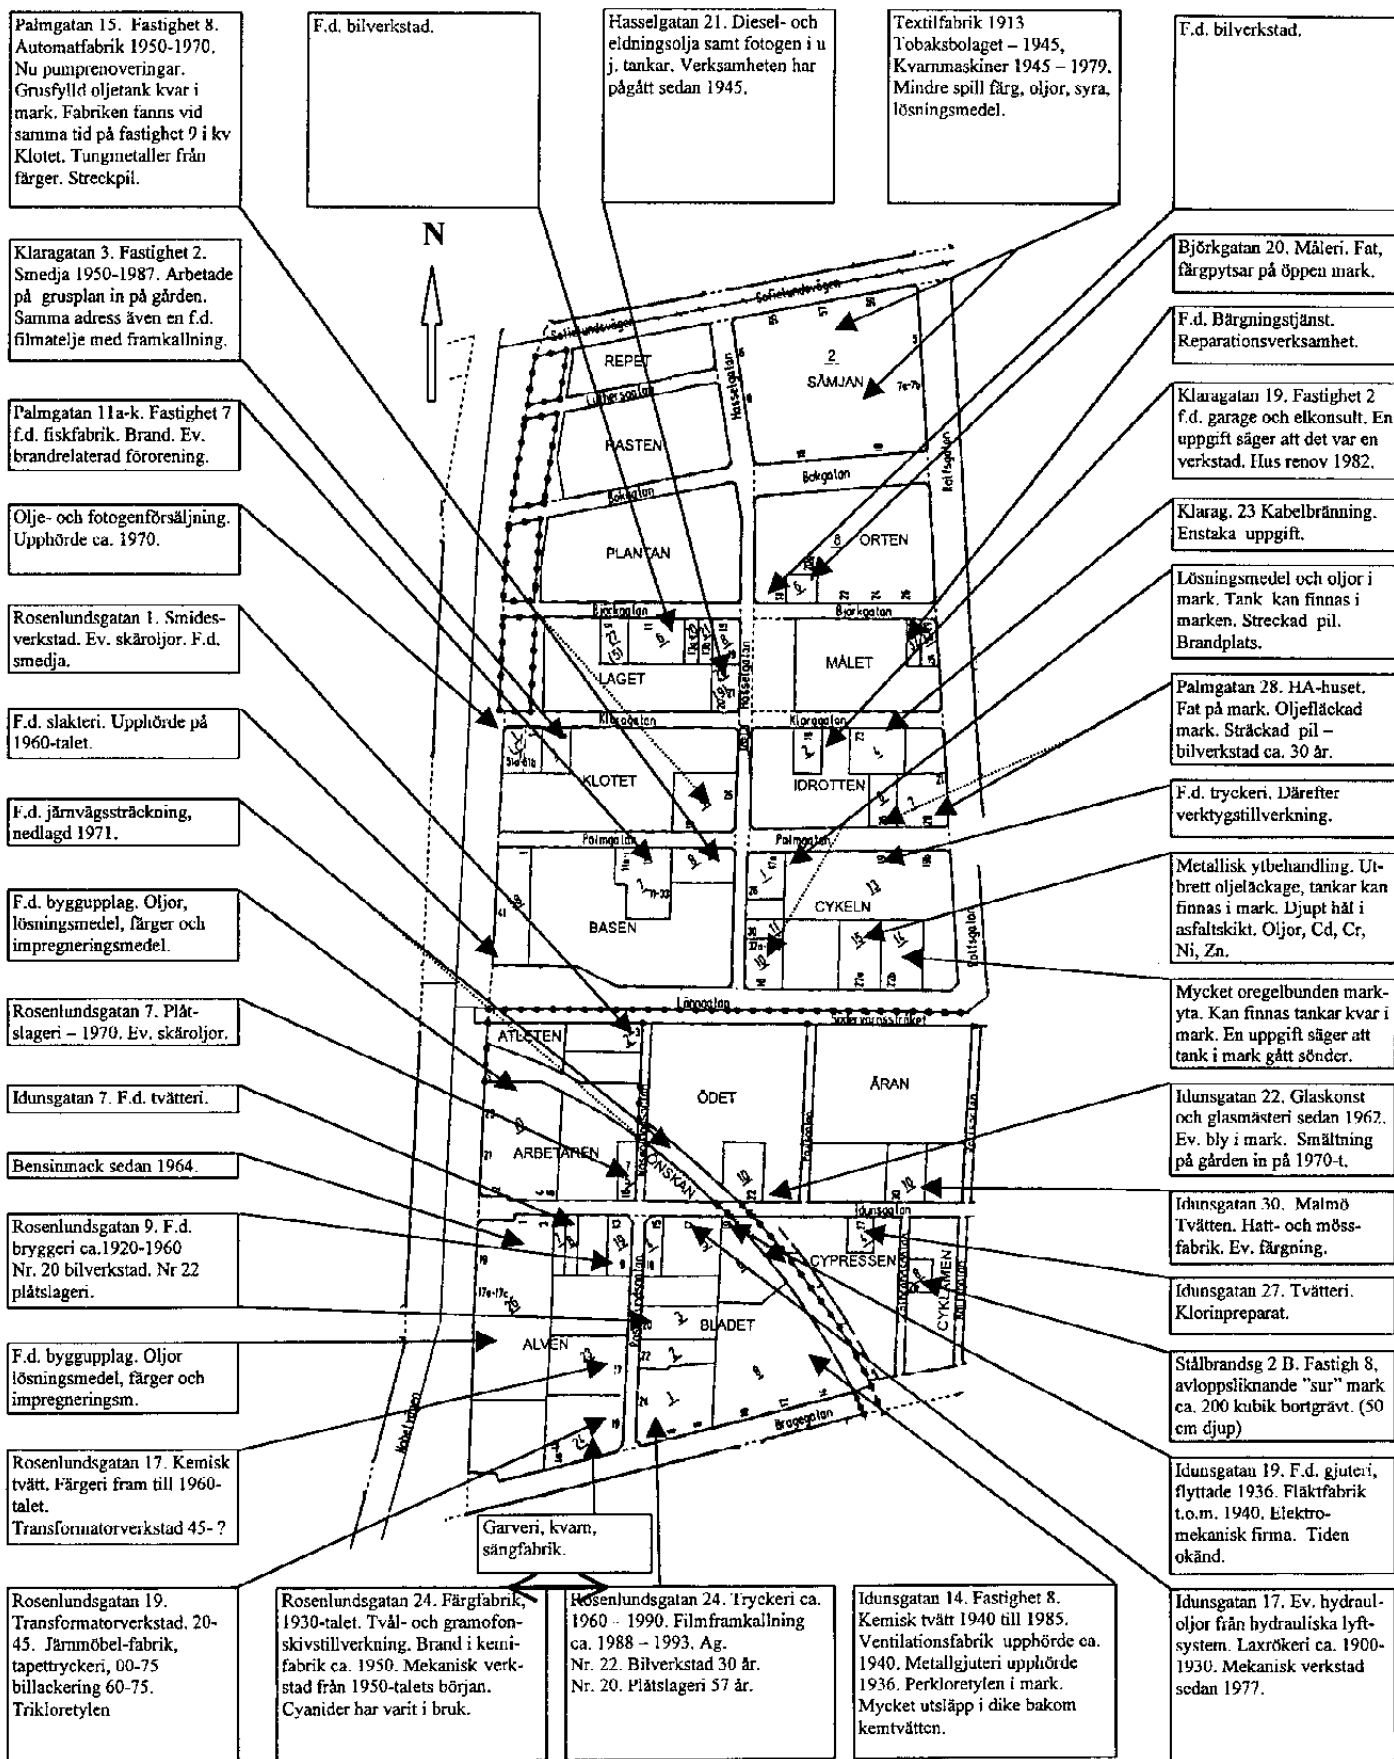 Palmgatan 15. Fastighet 8.
Automatfabrik 1950-1970.
Nu pumprenoveringar.
Grusfylld oljetank kvar i
mark. Fabriken fanns vid
samma tid på fastighet 9 i kv
Klotet. Tungmetaller från
färger. Streckpil.
F.d. bilverkstad.
Hasselgatan 21. Diesel- och
eldningsolja samt fotogen i u
j. tankar. Verksamheten har
pågått sedan 1945.
Textilfabrik 1913
Tobaksbolaget – 1945,
Kvarnmaskiner 1945 – 1979.
Mindre spill färg, oljor, syra,
lösningsmedel.
F.d. bilverkstad.
N
Klaragatan 3. Fastighet 2.
Smedja 1950-1987. Arbetade
på grusplan in på gården.
Samma adress även en f.d.
filmatelje med framkallning.
Palmgatan 11a-k. Fastighet 7
f.d. fiskfabrik. Brand. Ev.
brandrelaterad förorening.
Olje- och fotogenförsäljning.
Upphörde ca. 1970.
Rosenlundsgatan 1. Smides-
verkstad. Ev. skäroljor. F.d.
smedja.
F.d. slakteri. Upphörde på
1960-talet.
F.d. järnvägssträckning,
nedlagd 1971.
F.d. byggupplag. Oljor,
lösningsmedel, färger och
impregneringsmedel.
Rosenlundsgatan 7. Plåt-
slageri – 1970. Ev. skäroljor.
Idunsgatan 7. F.d. tvätteri.
Bensinmack sedan 1964.
Rosenlundsgatan 9. F.d.
bryggeri ca.1920-1960
Nr. 20 bilverkstad. Nr 22
plåtslageri.
F.d. byggupplag. Oljor
lösningsmedel, färger och
impregneringsm.
Rosenlundsgatan 17. Kemisk
tvätt. Färgeri fram till 1960-
talet.
Transformatorverkstad 45- ?
Sofielundsvägen
Sofielundsvägen
REPET
Luthersgatan
RASTEN
Bokgatan
Bokgatan
PLANTAN
Hasselgatan
2
SÄMJAN
7a-7b
Rolfsgatan
8 ORTEN
Björkgatan
Björkgatan
LAGET
MÅLET
Hasselgatan
Klaragatan
Klaragatan
KLOTET
IDROTTEN
Palmgatan
Palmgatan
BASEN
CYKELN
Rolfsgatan
Lönngatan
Södervärnsstråket
ATLETEN
ÖDET
ÄRAN
ARBETAREN
ÖNSKAN
Parkgatan
Idunsgatan
CYPRESSEN
CYKLAMEN
BLADET
ALVEN
Bragegatan
Nobelvägen
Björkgatan 20. Måleri. Fat,
färgpytsar på öppen mark.
F.d. Bärgningstjänst.
Reparationsverksamhet.
Klaragatan 19. Fastighet 2
f.d. garage och elkonsult. En
uppgift säger att det var en
verkstad. Hus renov 1982.
Klarag. 23 Kabelbränning.
Enstaka uppgift.
Lösningsmedel och oljor i
mark. Tank kan finnas i
marken. Streckad pil.
Brandplats.
Palmgatan 28. HA-huset.
Fat på mark. Oljefläckad
mark. Sträckad pil –
bilverkstad ca. 30 år.
F.d. tryckeri. Därefter
verktygstillverkning.
Metallisk ytbehandling. Ut-
brett oljeläckage, tankar kan
finnas i mark. Djupt hål i
asfaltskikt. Oljor, Cd, Cr,
Ni, Zn.
Mycket oregelbunden mark-
yta. Kan finnas tankar kvar i
mark. En uppgift säger att
tank i mark gått sönder.
Idunsgatan 22. Glaskonst
och glasmästeri sedan 1962.
Ev. bly i mark. Smältning
på gården in på 1970-t.
Idunsgatan 30. Malmö
Tvätten. Hatt- och möss-
fabrik. Ev. färgning.
Idunsgatan 27. Tvätteri.
Klorinpreparat.
Stålbrandsg 2 B. Fastigh 8,
avloppsliknande "sur" mark
ca. 200 kubik bortgrävt. (50
cm djup)
Idunsgatan 19. F.d. gjuteri,
flyttade 1936. Fläktfabrik
t.o.m. 1940. Elektro-
mekanisk firma. Tiden
okänd.
Garveri, kvarn,
sängfabrik.
Rosenlundsgatan 19.
Transformatorverkstad. 20-
45. Järnmöbel-fabrik,
tapettryckeri, 00-75
billackering 60-75.
Trikloretylen
Rosenlundsgatan 24. Färgfabrik,
1930-talet. Tvål- och gramofon-
skivstillverkning. Brand i kemi-
fabrik ca. 1950. Mekanisk verk-
stad från 1950-talets början.
Cyanider har varit i bruk.
Rosenlundsgatan 24. Tryckeri ca.
1960 – 1990. Filmframkallning
ca. 1988 – 1993. Ag.
Nr. 22. Bilverkstad 30 år.
Nr. 20. Plåtslageri 57 år.
Idunsgatan 14. Fastighet 8.
Kemisk tvätt 1940 till 1985.
Ventilationsfabrik upphörde ca.
1940. Metallgjuteri upphörde
1936. Perkloretylen i mark.
Mycket utsläpp i dike bakom
kemtvätten.
Idunsgatan 17. Ev. hydraul-
oljor från hydrauliska lyft-
system. Laxrökeri ca. 1900-
1930. Mekanisk verkstad
sedan 1977.